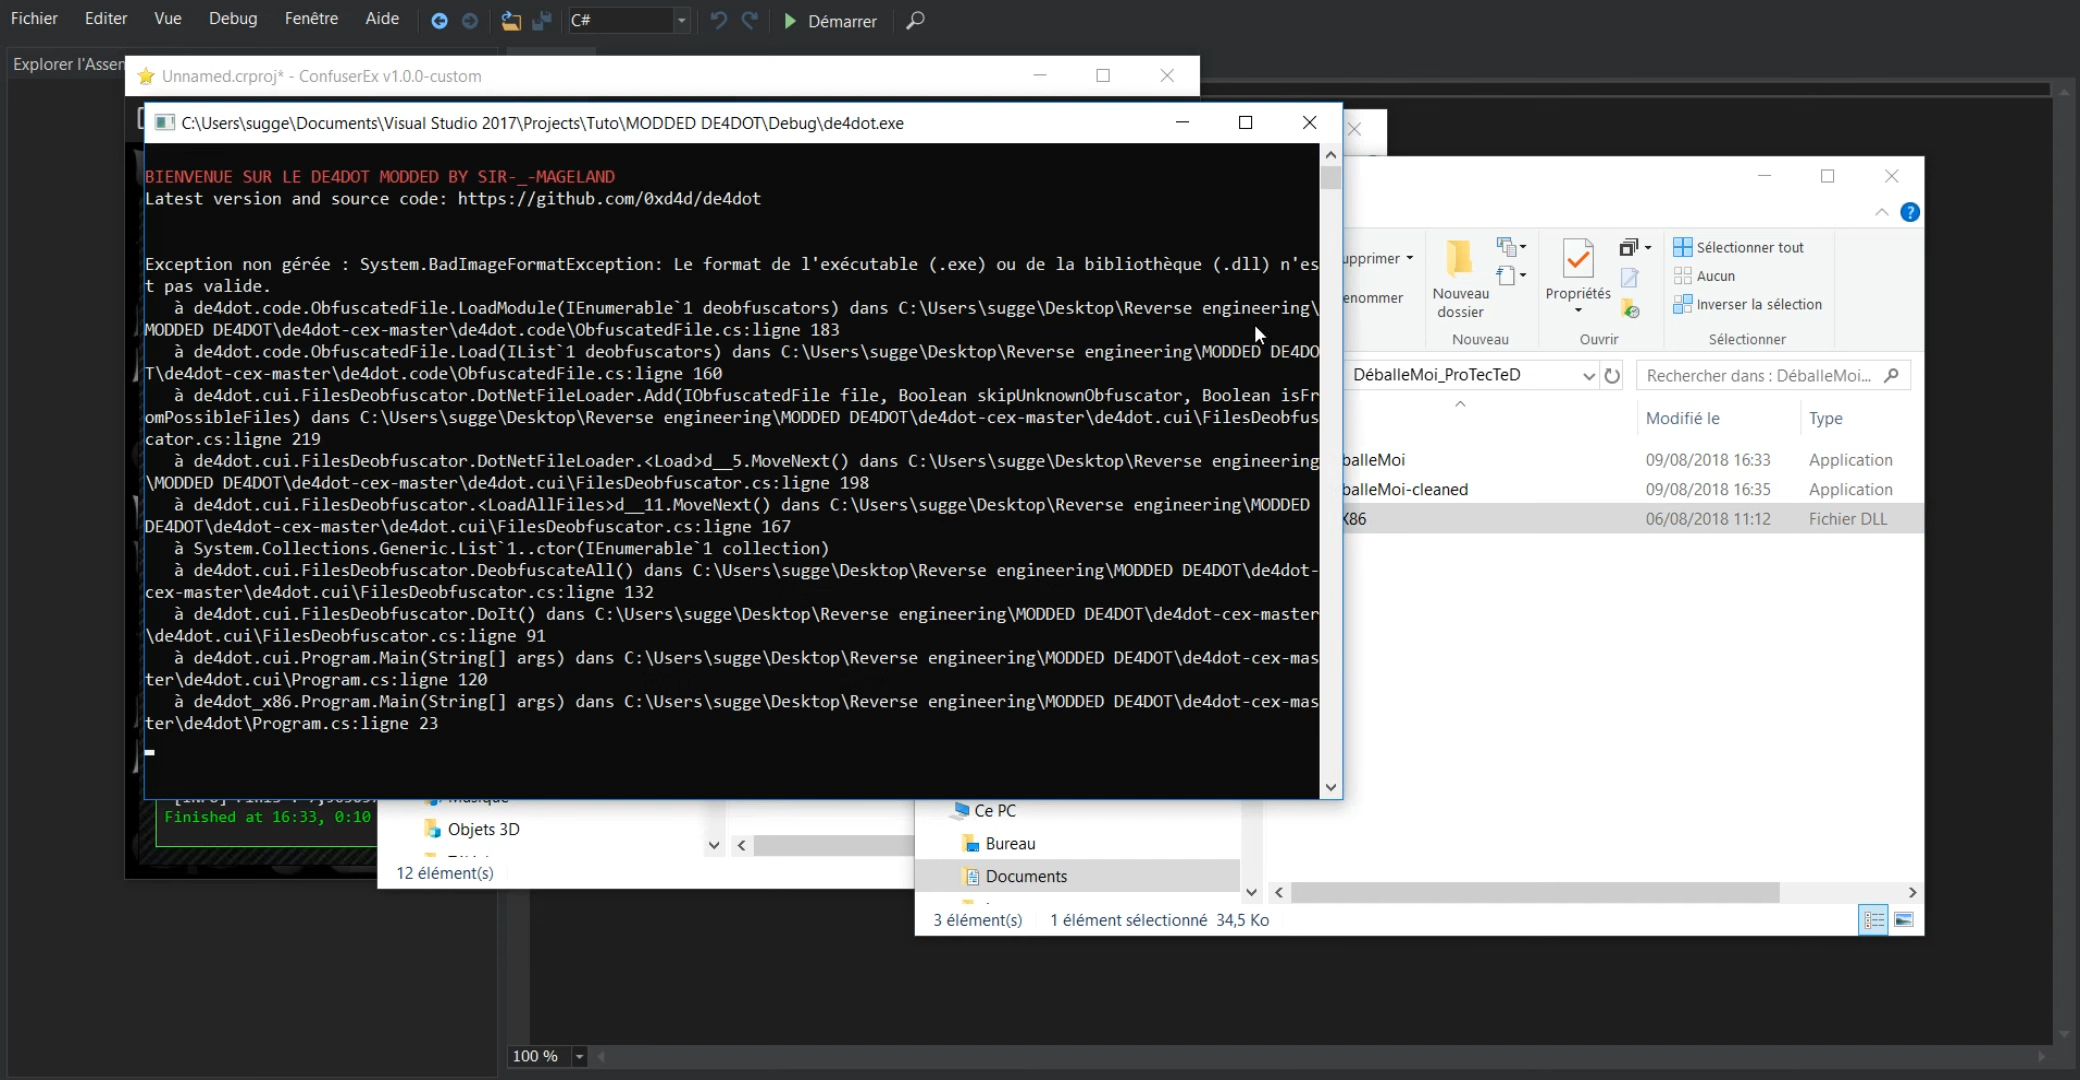 Fichier Editer Vue Debug Fenêtre Aide C# Démarrer
Explorer l'Assen
Unnamed.crproj* - ConfuserEx v1.0.0-custom
C:\Users\sugge\Documents\Visual Studio 2017\Projects\Tuto\MODDED DE4DOT\Debug\de4dot.exe
BIENVENUE SUR LE DE4DOT MODDED BY SIR-_-MAGELAND
Latest version and source code: https://github.com/0xd4d/de4dot
Exception non gérée : System.BadImageFormatException: Le format de l'exécutable (.exe) ou de la bibliothèque (.dll) n'es
t pas valide.
à de4dot.code.ObfuscatedFile.LoadModule(IEnumerable`1 deobfuscators) dans C:\Users\sugge\Desktop\Reverse engineering\
MODDED DE4DOT\de4dot-cex-master\de4dot.code\ObfuscatedFile.cs:ligne 183
à de4dot.code.ObfuscatedFile.Load(IList`1 deobfuscators) dans C:\Users\sugge\Desktop\Reverse engineering\MODDED DE4DO
T\de4dot-cex-master\de4dot.code\ObfuscatedFile.cs:ligne 160
à de4dot.cui.FilesDeobfuscator.DotNetFileLoader.Add(IObfuscatedFile file, Boolean skipUnknownObfuscator, Boolean isFr
omPossibleFiles) dans C:\Users\sugge\Desktop\Reverse engineering\MODDED DE4DOT\de4dot-cex-master\de4dot.cui\FilesDeobfus
cator.cs:ligne 219
à de4dot.cui.FilesDeobfuscator.DotNetFileLoader.<Load>d__5.MoveNext() dans C:\Users\sugge\Desktop\Reverse engineering
\MODDED DE4DOT\de4dot-cex-master\de4dot.cui\FilesDeobfuscator.cs:ligne 198
à de4dot.cui.FilesDeobfuscator.<LoadAllFiles>d__11.MoveNext() dans C:\Users\sugge\Desktop\Reverse engineering\MODDED
DE4DOT\de4dot-cex-master\de4dot.cui\FilesDeobfuscator.cs:ligne 167
à System.Collections.Generic.List`1..ctor(IEnumerable`1 collection)
à de4dot.cui.FilesDeobfuscator.DeobfuscateAll() dans C:\Users\sugge\Desktop\Reverse engineering\MODDED DE4DOT\de4dot-
cex-master\de4dot.cui\FilesDeobfuscator.cs:ligne 132
à de4dot.cui.FilesDeobfuscator.DoIt() dans C:\Users\sugge\Desktop\Reverse engineering\MODDED DE4DOT\de4dot-cex-master
\de4dot.cui\FilesDeobfuscator.cs:ligne 91
à de4dot.cui.Program.Main(String[] args) dans C:\Users\sugge\Desktop\Reverse engineering\MODDED DE4DOT\de4dot-cex-mas
ter\de4dot.cui\Program.cs:ligne 120
à de4dot_x86.Program.Main(String[] args) dans C:\Users\sugge\Desktop\Reverse engineering\MODDED DE4DOT\de4dot-cex-mas
ter\de4dot\Program.cs:ligne 23
Finished at 16:33, 0:10
Objets 3D
12 élément(s)
upprimer
enommer
Nouveau
dossier
Nouveau
Propriétés
Ouvrir
Sélectionner tout
Aucun
Inverser la sélection
Sélectionner
DéballeMoi_ProTecTeD
Rechercher dans : DéballeMoi...
Modifié le Type
balleMoi 09/08/2018 16:33 Application
balleMoi-cleaned 09/08/2018 16:35 Application
X86 06/08/2018 11:12 Fichier DLL
Ce PC
Bureau
Documents
3 élément(s) 1 élément sélectionné 34,5 Ko
100 %